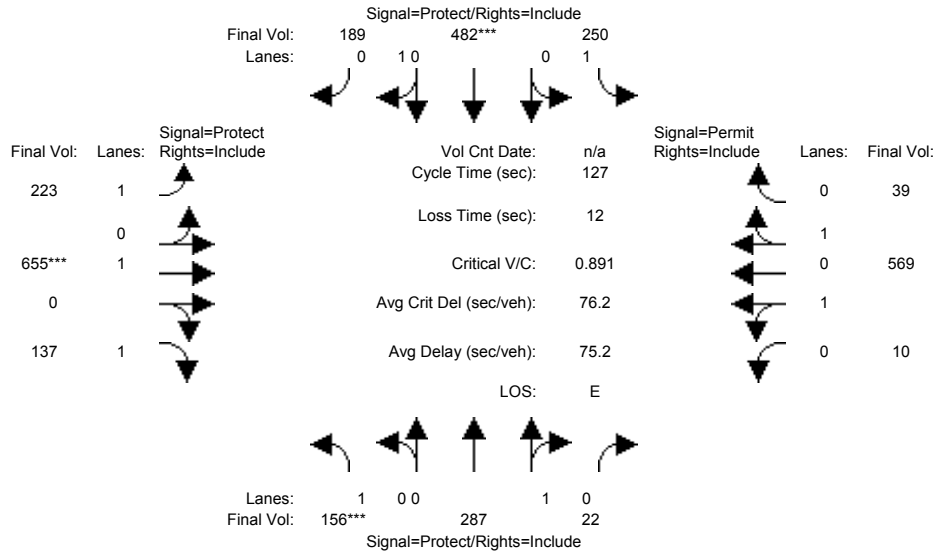 Signal=Protect/Rights=Include
Final Vol: 189 482*** 250
Lanes: 0 1 0 0 1
Signal=Protect Signal=Permit
Final Vol: Lanes: Rights=Include Vol Cnt Date: n/a Rights=Include Lanes: Final Vol:
Cycle Time (sec): 127
223 1 0 39
Loss Time (sec): 12
0 1
655*** 1 Critical V/C: 0.891 0 569
0 Avg Crit Del (sec/veh): 76.2 1
137 1 Avg Delay (sec/veh): 75.2 0 10
LOS: E
Lanes: 1 0 0 1 0
Final Vol: 156*** 287 22
Signal=Protect/Rights=Include